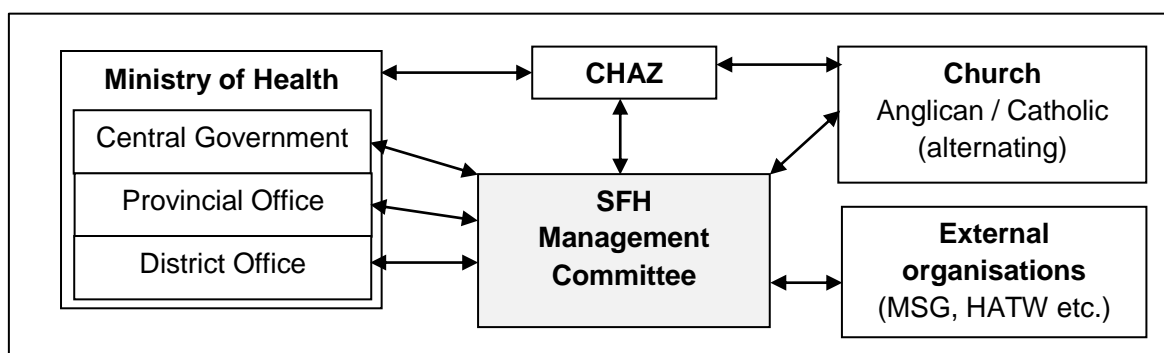 Ministry of Health
Central Government
Provincial Office
District Office
CHAZ
SFH
Management
Committee
Church
Anglican / Catholic
(alternating)
External
organisations
(MSG, HATW etc.)